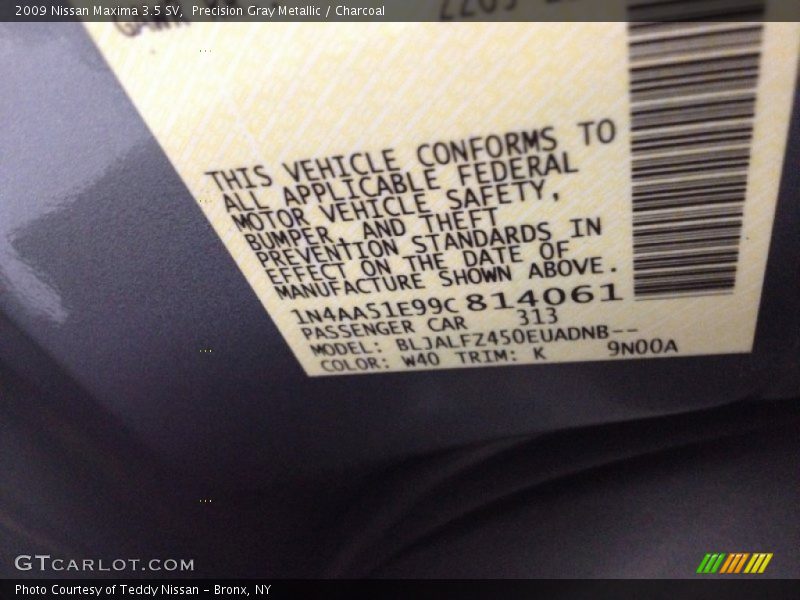 2009 Nissan Maxima 3.5 SV,  Precision Gray Metallic / Charcoal
THIS VEHICLE CONFORMS TO
ALL APPLICABLE FEDERAL
MOTOR VEHICLE SAFETY,
BUMPER, AND THEFT
PREVENTION STANDARDS IN
EFFECT ON THE DATE OF
MANUFACTURE SHOWN ABOVE.
1N4AA51E99C814061
PASSENGER CAR 313
MODEL: BLJALFZ450EUADNB--
COLOR: W40 TRIM: K 9N00A
GTCARLOT.COM
Photo Courtesy of Teddy Nissan - Bronx, NY